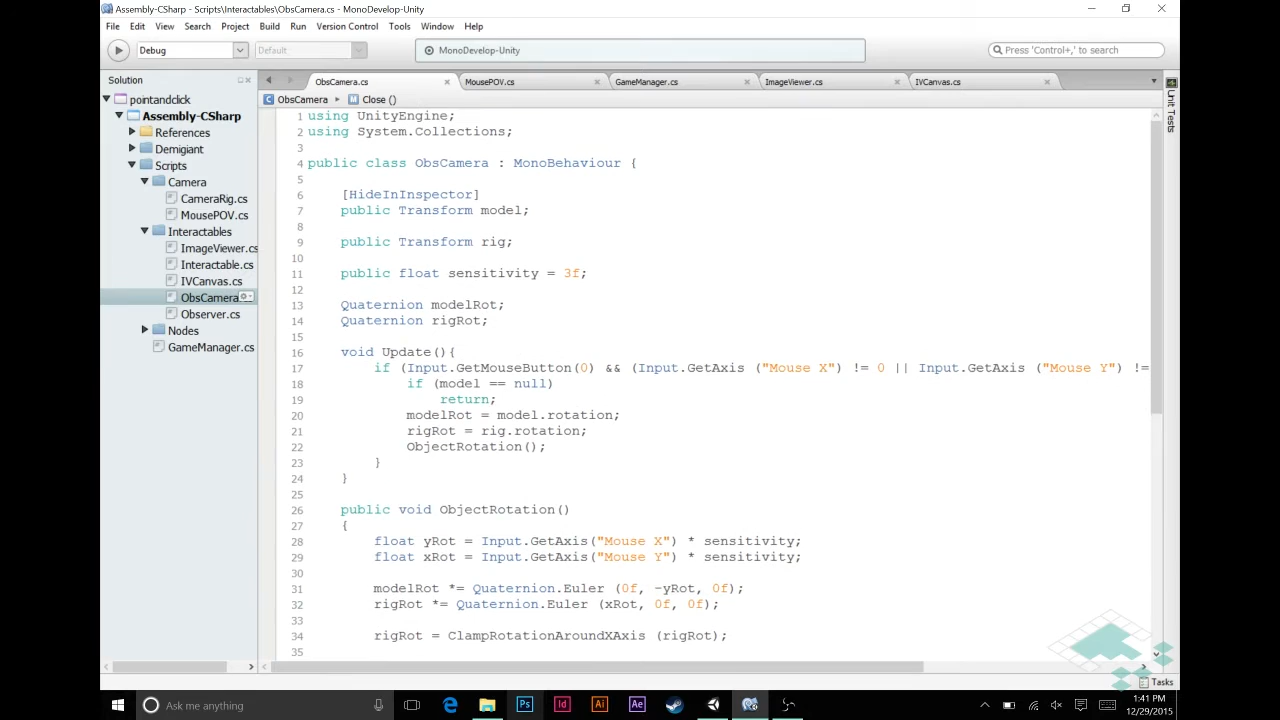 Assembly-CSharp - Scripts\Interactables\ObsCamera.cs - MonoDevelop-Unity
File Edit View Search Project Build Run Version Control Tools Window Help
Debug Default MonoDevelop-Unity Press 'Control+,' to search
Solution
ObsCamera.cs MousePOV.cs GameManager.cs ImageViewer.cs IVCanvas.cs
ObsCamera Close ()
pointandclick
Assembly-CSharp
References
Demigiant
Scripts
Camera
CameraRig.cs
MousePOV.cs
Interactables
ImageViewer.cs
Interactable.cs
IVCanvas.cs
ObsCamera
Observer.cs
Nodes
GameManager.cs
1 using UnityEngine;
2 using System.Collections;
3
4 public class ObsCamera : MonoBehaviour {
5
6 [HideInInspector]
7 public Transform model;
8
9 public Transform rig;
10
11 public float sensitivity = 3f;
12
13 Quaternion modelRot;
14 Quaternion rigRot;
15
16 void Update(){
17 if (Input.GetMouseButton(0) && (Input.GetAxis ("Mouse X") != 0 || Input.GetAxis ("Mouse Y") !=
18 if (model == null)
19 return;
20 modelRot = model.rotation;
21 rigRot = rig.rotation;
22 ObjectRotation();
23 }
24 }
25
26 public void ObjectRotation()
27 {
28 float yRot = Input.GetAxis("Mouse X") * sensitivity;
29 float xRot = Input.GetAxis("Mouse Y") * sensitivity;
30
31 modelRot *= Quaternion.Euler (0f, -yRot, 0f);
32 rigRot *= Quaternion.Euler (xRot, 0f, 0f);
33
34 rigRot = ClampRotationAroundXAxis (rigRot);
35
Unit Tests
Tasks
Ask me anything
Ps Id Ai Ae
1:41 PM
12/29/2015